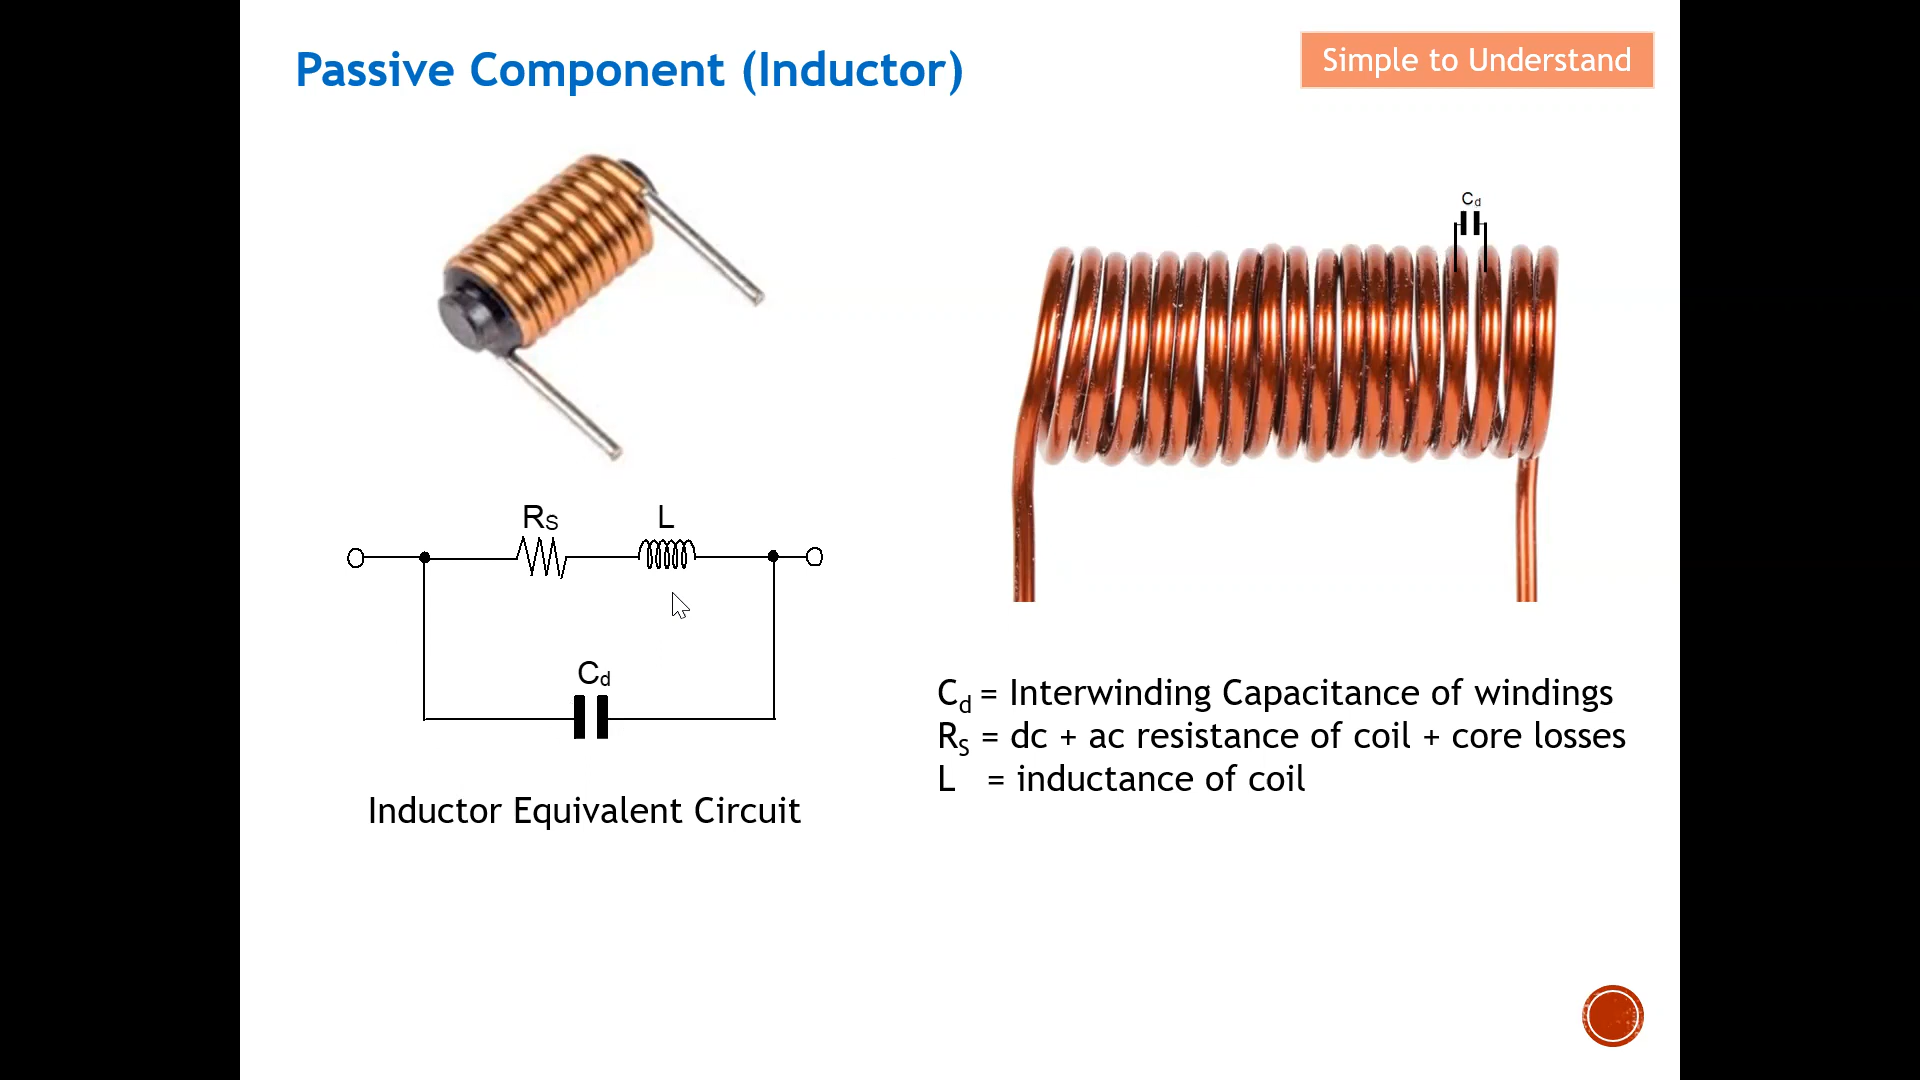 Passive Component (Inductor)
Simple to Understand
Cd
RS
L
Cd
Inductor Equivalent Circuit
Cd = Interwinding Capacitance of windings
RS = dc + ac resistance of coil + core losses
L = inductance of coil